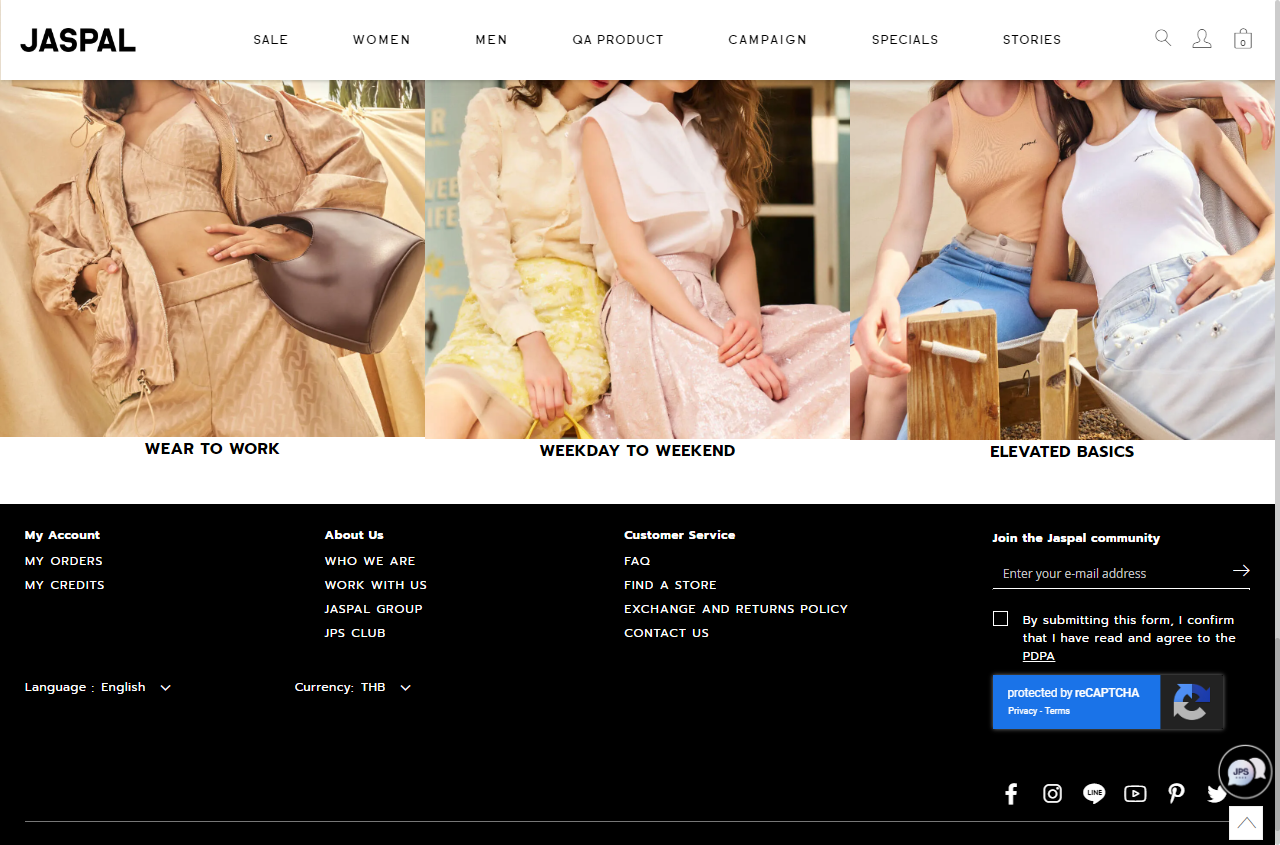 JASPAL
SALE
WOMEN
MEN
QA PRODUCT
CAMPAIGN
SPECIALS
STORIES
0
jaspal
jaspal
WEAR TO WORK
WEEKDAY TO WEEKEND
ELEVATED BASICS
My Account
MY ORDERS
MY CREDITS
About Us
WHO WE ARE
WORK WITH US
JASPAL GROUP
JPS CLUB
Customer Service
FAQ
FIND A STORE
EXCHANGE AND RETURNS POLICY
CONTACT US
Join the Jaspal community
Enter your e-mail address
By submitting this form, I confirm
that I have read and agree to the
PDPA
Language : English
Currency: THB
protected by reCAPTCHA
Privacy - Terms
JPS
LINE